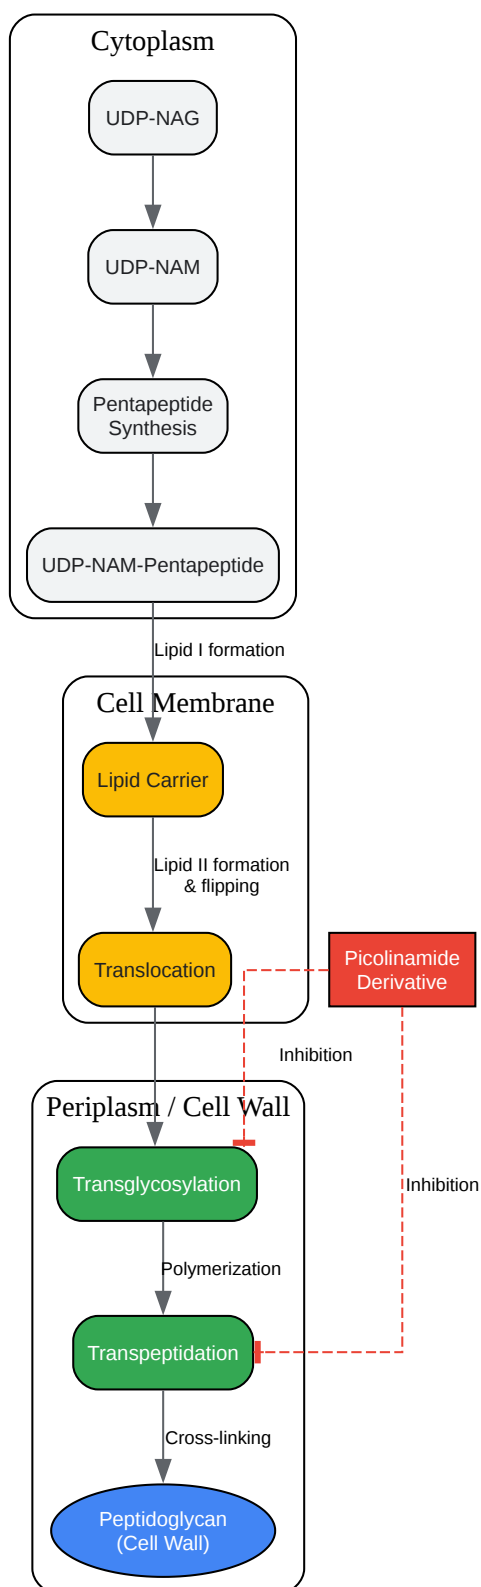 Cytoplasm
UDP-NAG
UDP-NAM
Pentapeptide
Synthesis
UDP-NAM-Pentapeptide
Lipid I formation
Cell Membrane
Lipid Carrier
Lipid II formation
& flipping
Translocation
Picolinamide
Derivative
Inhibition
Periplasm / Cell Wall
Transglycosylation
Inhibition
Polymerization
Transpeptidation
Cross-linking
Peptidoglycan
(Cell Wall)